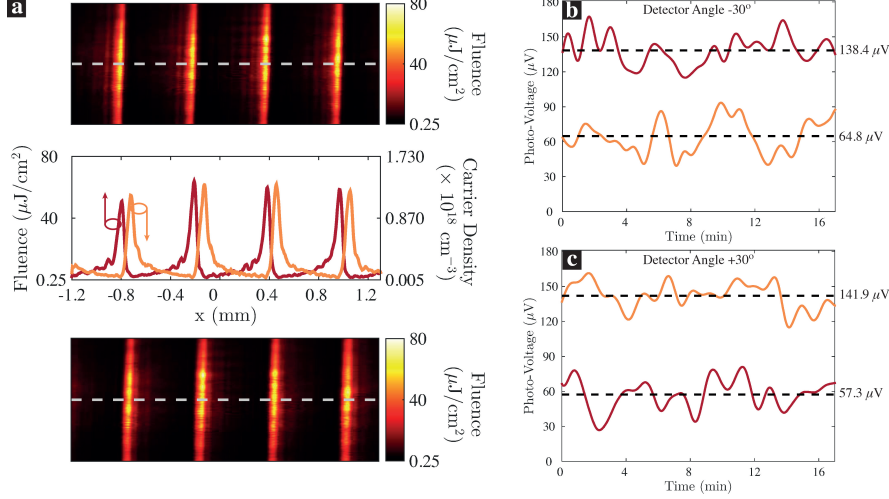 a
80
40
0.25
Fluence
(μJ/cm²)
Fluence (μJ/cm²)
80
40
0.25
1.730
0.870
0.005
Carrier Density
(× 10¹⁸ cm⁻³)
-1.2 -0.8 -0.4 0 0.4 0.8 1.2
x (mm)
80
40
0.25
Fluence
(μJ/cm²)
b
Detector Angle -30º
Photo-Voltage (μV)
180
150
120
90
60
30
0
138.4 μV
64.8 μV
0 4 8 12 16
Time (min)
c
Detector Angle +30º
Photo-Voltage (μV)
180
150
120
90
60
30
0
141.9 μV
57.3 μV
0 4 8 12 16
Time (min)